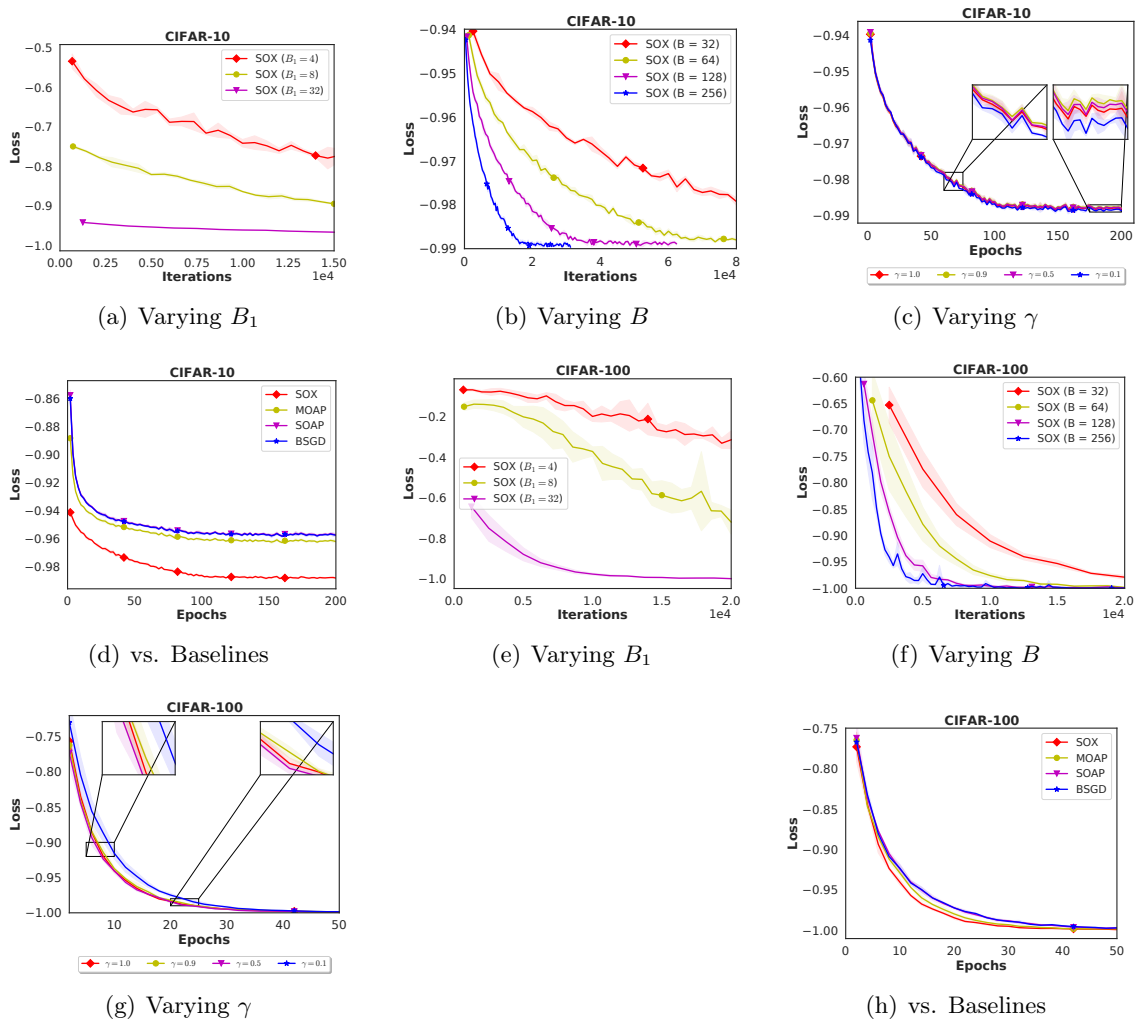 CIFAR-10
Loss
−0.5
−0.6
−0.7
−0.8
−0.9
−1.0
SOX (B₁ = 4)
SOX (B₁ = 8)
SOX (B₁ = 32)
0.00 0.25 0.50 0.75 1.00 1.25 1.50
1e4
Iterations
(a) Varying B₁
CIFAR-10
Loss
−0.94
−0.95
−0.96
−0.97
−0.98
−0.99
SOX (B = 32)
SOX (B = 64)
SOX (B = 128)
SOX (B = 256)
0 2 4 6 8
1e4
Iterations
(b) Varying B
CIFAR-10
Loss
−0.94
−0.95
−0.96
−0.97
−0.98
−0.99
0 50 100 150 200
Epochs
γ = 1.0 γ = 0.9 γ = 0.5 γ = 0.1
(c) Varying γ
CIFAR-10
Loss
−0.86
−0.88
−0.90
−0.92
−0.94
−0.96
−0.98
SOX
MOAP
SOAP
BSGD
0 50 100 150 200
Epochs
(d) vs. Baselines
CIFAR-100
Loss
−0.2
−0.4
−0.6
−0.8
−1.0
SOX (B₁ = 4)
SOX (B₁ = 8)
SOX (B₁ = 32)
0.0 0.5 1.0 1.5 2.0
1e4
Iterations
(e) Varying B₁
CIFAR-100
Loss
−0.60
−0.65
−0.70
−0.75
−0.80
−0.85
−0.90
−0.95
−1.00
SOX (B = 32)
SOX (B = 64)
SOX (B = 128)
SOX (B = 256)
0.0 0.5 1.0 1.5 2.0
1e4
Iterations
(f) Varying B
CIFAR-100
Loss
−0.75
−0.80
−0.85
−0.90
−0.95
−1.00
10 20 30 40 50
Epochs
γ = 1.0 γ = 0.9 γ = 0.5 γ = 0.1
(g) Varying γ
CIFAR-100
Loss
−0.75
−0.80
−0.85
−0.90
−0.95
−1.00
SOX
MOAP
SOAP
BSGD
0 10 20 30 40 50
Epochs
(h) vs. Baselines